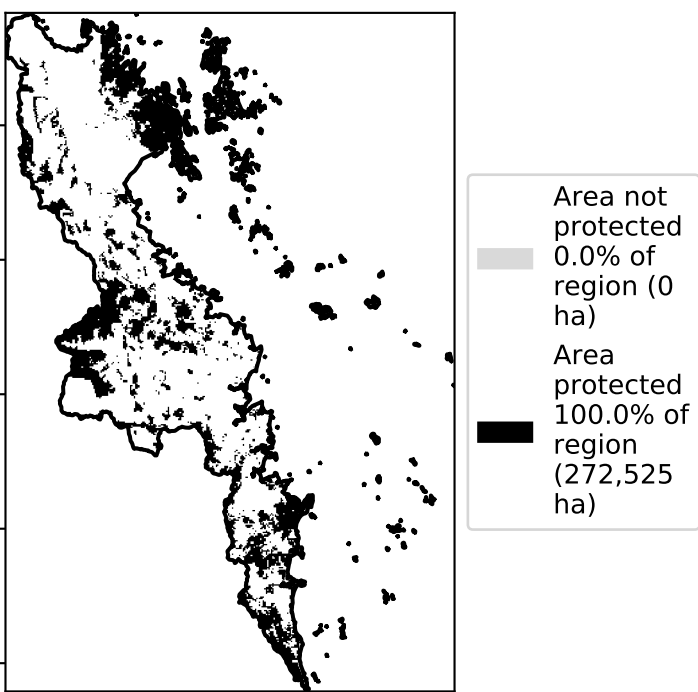 Area not
protected
0.0% of
region (0
ha)
Area
protected
100.0% of
region
(272,525
ha)